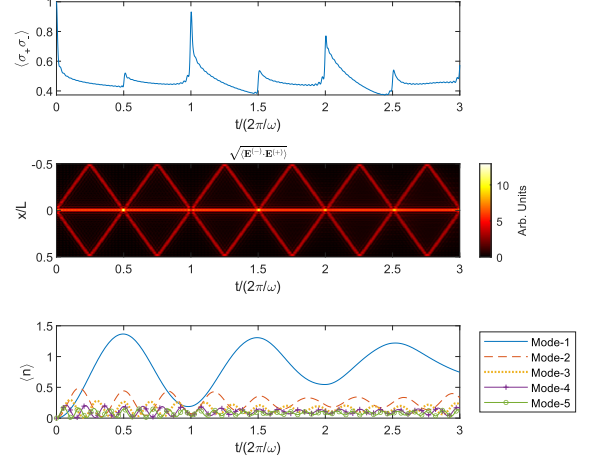 1
0.8
0.6
0.4
⟨σ+σ-⟩
0 0.5 1 1.5 2 2.5 3
t/(2π/ω)
√⟨E(−)·E(+)⟩
-0.5
0
0.5
x/L
0 0.5 1 1.5 2 2.5 3
t/(2π/ω)
10
5
0
Arb. Units
1.5
1
0.5
0
⟨n⟩
0 0.5 1 1.5 2 2.5 3
t/(2π/ω)
Mode-1
Mode-2
Mode-3
Mode-4
Mode-5